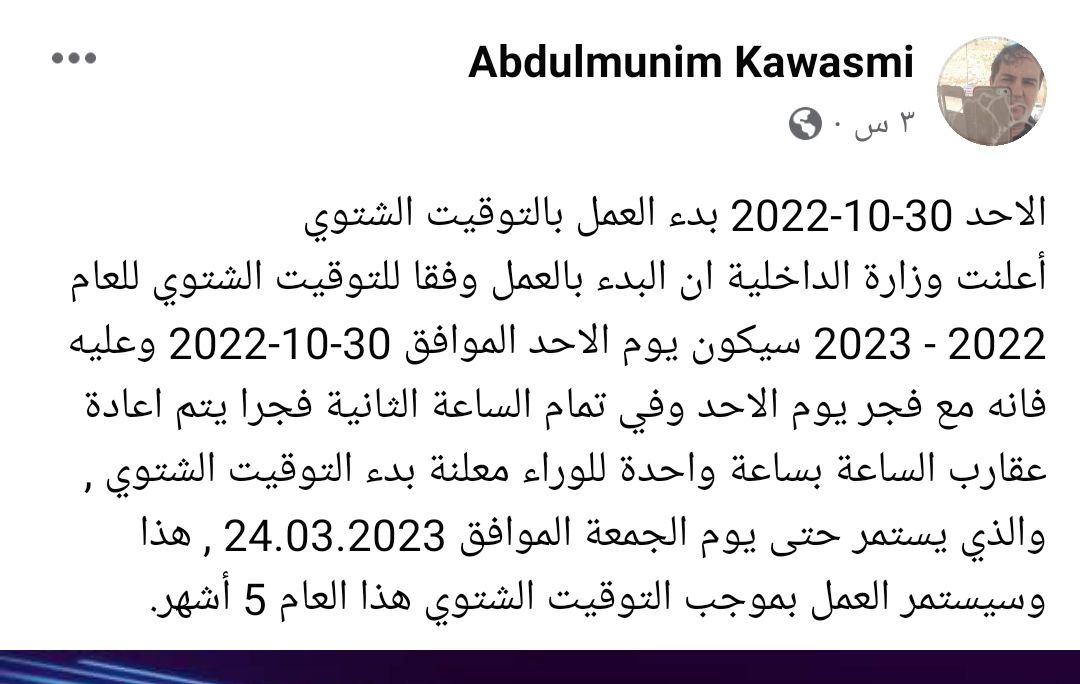 Abdulmunim Kawasmi
٣ س ·
الاحد 30-10-2022 بدء العمل بالتوقيت الشتوي
أعلنت وزارة الداخلية ان البدء بالعمل وفقا للتوقيت الشتوي للعام
2022 - 2023 سيكون يوم الاحد الموافق 30-10-2022 وعليه
فانه مع فجر يوم الاحد وفي تمام الساعة الثانية فجرا يتم اعادة
عقارب الساعة بساعة واحدة للوراء معلنة بدء التوقيت الشتوي ,
والذي يستمر حتى يوم الجمعة الموافق 24.03.2023 , هذا
وسيستمر العمل بموجب التوقيت الشتوي هذا العام 5 أشهر.